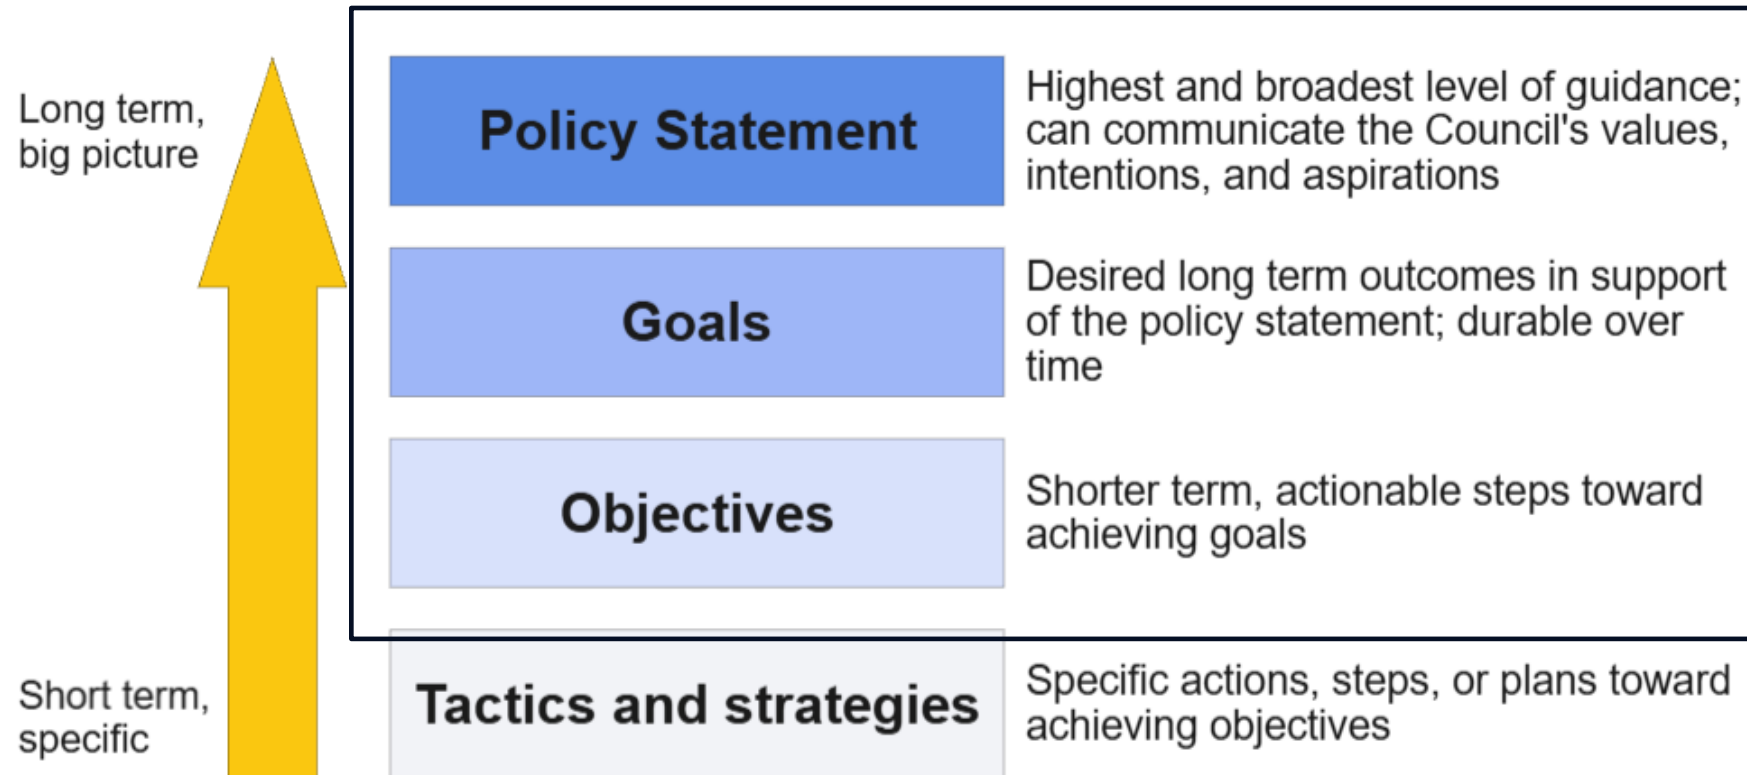 Long term,
big picture
Policy Statement
Highest and broadest level of guidance;
can communicate the Council's values,
intentions, and aspirations
Goals
Desired long term outcomes in support
of the policy statement; durable over
time
Objectives
Shorter term, actionable steps toward
achieving goals
Short term,
specific
Tactics and strategies
Specific actions, steps, or plans toward
achieving objectives